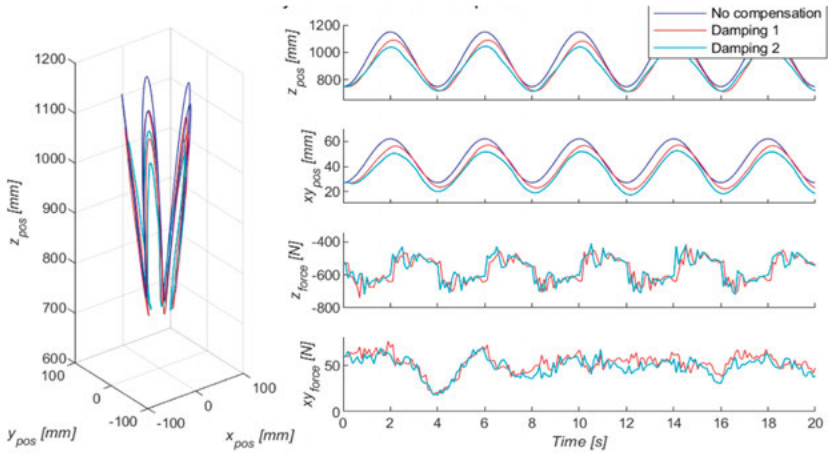 No compensation
Damping 1
Damping 2
1200
1100
1000
900
800
700
600
z_pos [mm]
100
0
-100
y_pos [mm]
-100
0
100
x_pos [mm]
1200
1000
800
z_pos [mm]
60
40
20
xy_pos [mm]
-400
-600
-800
z_force [N]
50
0
xy_force [N]
0 2 4 6 8 10 12 14 16 18 20
Time [s]